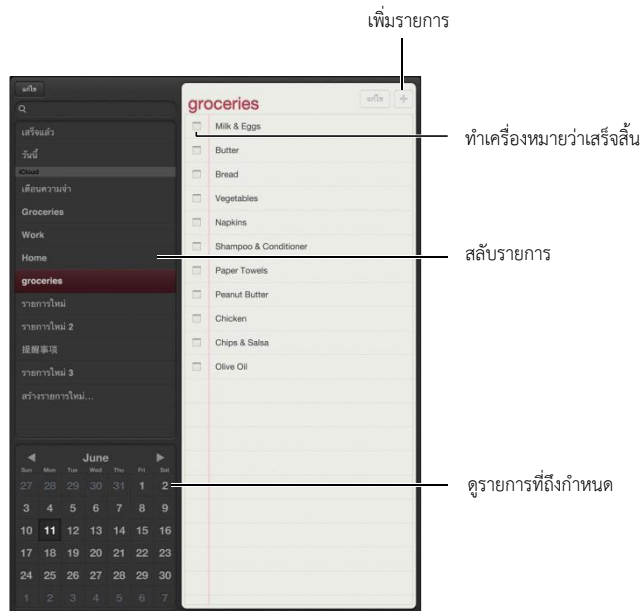 เพิ่มรายการ
แก้ไข
groceries
แก้ไข
เสร็จแล้ว
วันนี้
iCloud
เตือนความจำ
Groceries
Work
Home
groceries
รายการใหม่
รายการใหม่ 2
提醒事项
รายการใหม่ 3
สร้างรายการใหม่...
Milk & Eggs
Butter
Bread
Vegetables
Napkins
Shampoo & Conditioner
Paper Towels
Peanut Butter
Chicken
Chips & Salsa
Olive Oil
ทำเครื่องหมายว่าเสร็จสิ้น
สลับรายการ
ดูรายการที่ถึงกำหนด
June
Sun Mon Tue Wed Thu Fri Sat
27 28 29 30 31 1 2
3 4 5 6 7 8 9
10 11 12 13 14 15 16
17 18 19 20 21 22 23
24 25 26 27 28 29 30
1 2 3 4 5 6 7